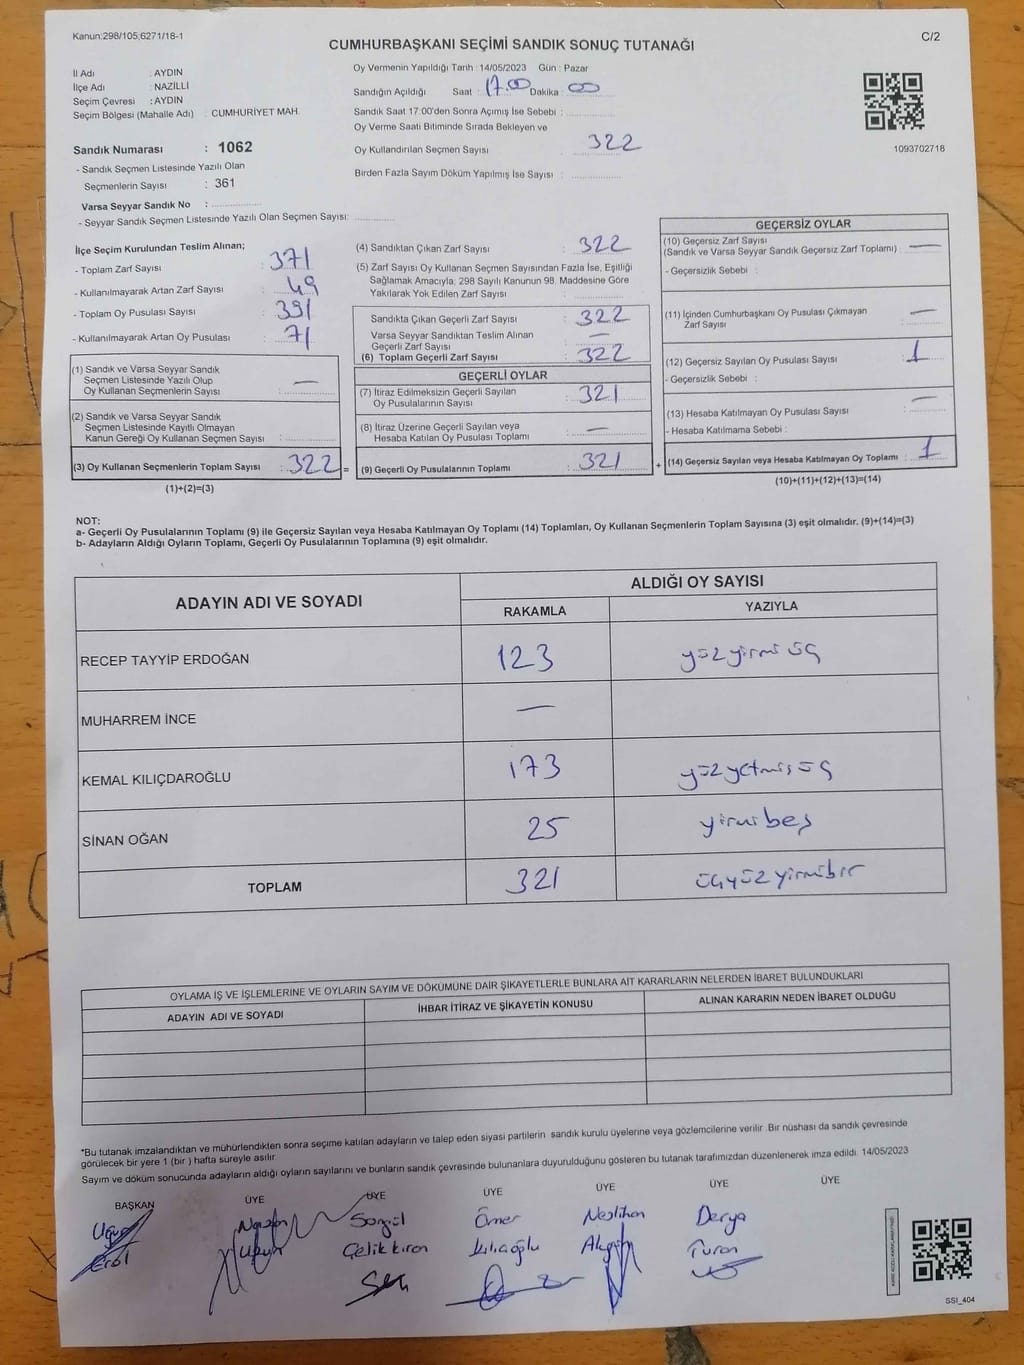 Kanun:298/105,6271/18-1
C/2
CUMHURBAŞKANI SEÇİMİ SANDIK SONUÇ TUTANAĞI
İl Adı : AYDIN
İlçe Adı : NAZİLLİ
Seçim Çevresi : AYDIN
Seçim Bölgesi (Mahalle Adı) : CUMHURİYET MAH.
Oy Vermenin Yapıldığı Tarih : 14/05/2023 Gün : Pazar
Sandığın Açıldığı Saat : 17.00 Dakika : 00
Sandık Saat 17:00'den Sonra Açımış İse Sebebi :
Oy Verme Saati Bitiminde Sırada Bekleyen ve
Oy Kullandırılan Seçmen Sayısı : 322
Birden Fazla Sayım Döküm Yapılmış İse Sayısı :
1093702718
Sandık Numarası : 1062
- Sandık Seçmen Listesinde Yazılı Olan
Seçmenlerin Sayısı : 361
Varsa Seyyar Sandık No :
- Seyyar Sandık Seçmen Listesinde Yazılı Olan Seçmen Sayısı:
İlçe Seçim Kurulundan Teslim Alınan;
- Toplam Zarf Sayısı : 371
- Kullanılmayarak Artan Zarf Sayısı : 49
- Toplam Oy Pusulası Sayısı : 391
- Kullanılmayarak Artan Oy Pusulası : 71
(1) Sandık ve Varsa Seyyar Sandık
Seçmen Listesinde Yazılı Olup
Oy Kullanan Seçmenlerin Sayısı : —
(2) Sandık ve Varsa Seyyar Sandık
Seçmen Listesinde Kayıtlı Olmayan
Kanun Gereği Oy Kullanan Seçmen Sayısı :
(3) Oy Kullanan Seçmenlerin Toplam Sayısı : 322 =
(1)+(2)=(3)
(4) Sandıktan Çıkan Zarf Sayısı : 322
(5) Zarf Sayısı Oy Kullanan Seçmen Sayısından Fazla İse, Eşitliği
Sağlamak Amacıyla, 298 Sayılı Kanunun 98. Maddesine Göre
Yakılarak Yok Edilen Zarf Sayısı :
Sandıkta Çıkan Geçerli Zarf Sayısı : 322
Varsa Seyyar Sandıktan Teslim Alınan
Geçerli Zarf Sayısı : —
(6) Toplam Geçerli Zarf Sayısı : 322
GEÇERLİ OYLAR
(7) İtiraz Edilmeksizin Geçerli Sayılan
Oy Pusulalarının Sayısı : 321
(8) İtiraz Üzerine Geçerli Sayılan veya
Hesaba Katılan Oy Pusulası Toplamı : —
(9) Geçerli Oy Pusulalarının Toplamı : 321 +
GEÇERSİZ OYLAR
(10) Geçersiz Zarf Sayısı
(Sandık ve Varsa Seyyar Sandık Geçersiz Zarf Toplamı) : —
- Geçersizlik Sebebi :
(11) İçinden Cumhurbaşkanı Oy Pusulası Çıkmayan
Zarf Sayısı : —
(12) Geçersiz Sayılan Oy Pusulası Sayısı : 1
- Geçersizlik Sebebi :
(13) Hesaba Katılmayan Oy Pusulası Sayısı : —
- Hesaba Katılmama Sebebi :
(14) Geçersiz Sayılan veya Hesaba Katılmayan Oy Toplamı : 1
(10)+(11)+(12)+(13)=(14)
NOT:
a- Geçerli Oy Pusulalarının Toplamı (9) ile Geçersiz Sayılan veya Hesaba Katılmayan Oy Toplamı (14) Toplamları, Oy Kullanan Seçmenlerin Toplam Sayısına (3) eşit olmalıdır. (9)+(14)=(3)
b- Adayların Aldığı Oyların Toplamı, Geçerli Oy Pusulalarının Toplamına (9) eşit olmalıdır.
ADAYIN ADI VE SOYADI
ALDIĞI OY SAYISI
RAKAMLA YAZIYLA
RECEP TAYYİP ERDOĞAN 123 yüzyirmi üç
MUHARREM İNCE —
KEMAL KILIÇDAROĞLU 173 yüzyetmiş üç
SİNAN OĞAN 25 yirmibeş
TOPLAM 321 üçyüzyirmibir
OYLAMA İŞ VE İŞLEMLERİNE VE OYLARIN SAYIM VE DÖKÜMÜNE DAİR ŞİKAYETLERLE BUNLARA AİT KARARLARIN NELERDEN İBARET BULUNDUKLARI
ADAYIN ADI VE SOYADI İHBAR İTİRAZ VE ŞİKAYETİN KONUSU ALINAN KARARIN NEDEN İBARET OLDUĞU
*Bu tutanak imzalandıktan ve mühürlendikten sonra seçime katılan adayların ve talep eden siyasi partilerin sandık kurulu üyelerine veya gözlemcilerine verilir .Bir nüshası da sandık çevresinde
görülecek bir yere 1 (bir ) hafta süreyle asılır.
Sayım ve döküm sonucunda adayların aldığı oyların sayılarını ve bunların sandık çevresinde bulunanlara duyurulduğunu gösteren bu tutanak tarafımızdan düzenlenerek imza edildi. 14/05/2023
BAŞKAN ÜYE ÜYE ÜYE ÜYE ÜYE ÜYE
Uğur Songül Ömer Neslihan Derya
Erol Çelikkıran Kılıçoğlu Turan
SSI_404